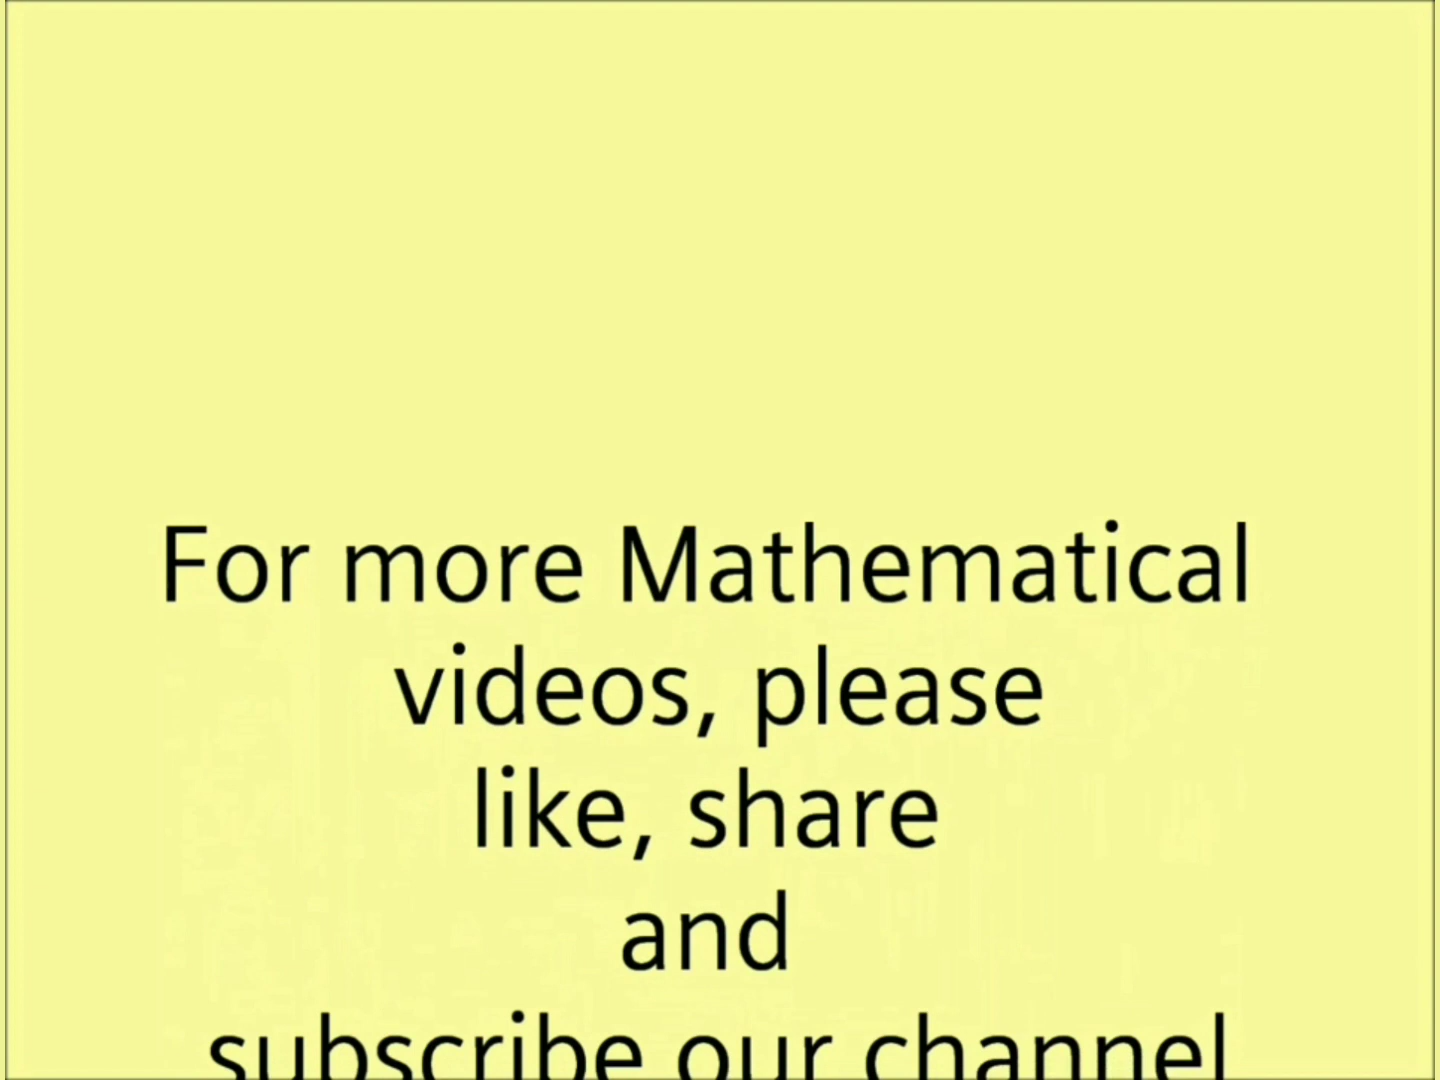 For more Mathematical
videos, please
like, share
and
subscribe our channel